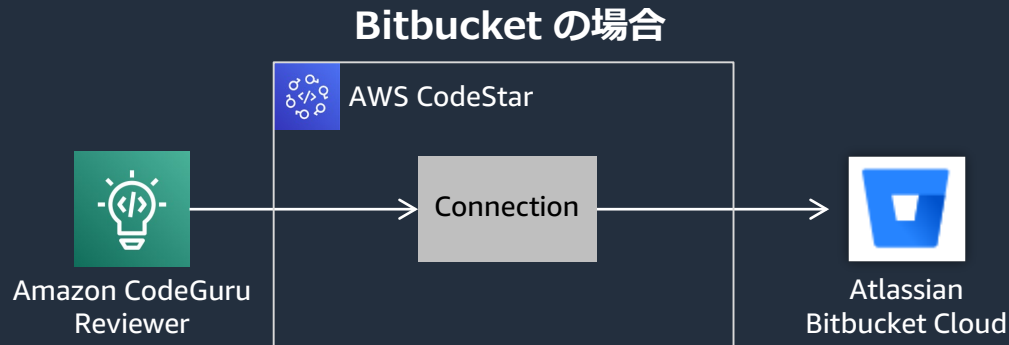 Bitbucket の場合
AWS CodeStar
Connection
Amazon CodeGuru
Reviewer
Atlassian
Bitbucket Cloud